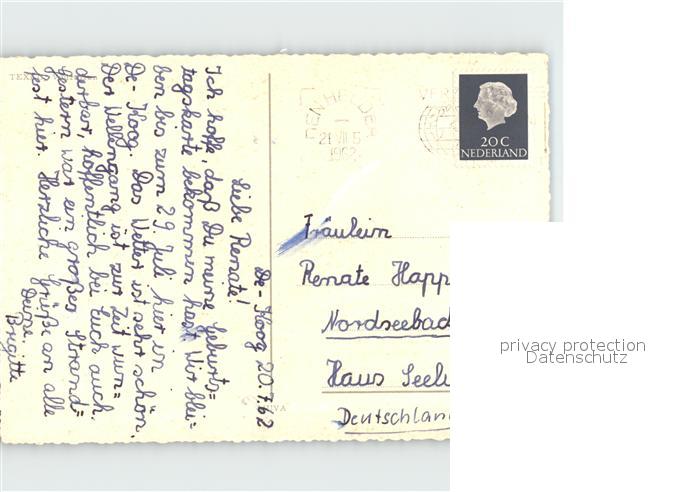 De-Koog 20.7.62
Liebe Renate!
Ich hoffe, daß Du meine Geburts=
tagskarte bekommen hast. Wir blei=
ben bis zum 29. Juli hier in
De-Koog. Das Wetter ist sehr schön.
Der Wellengang ist zur Zeit wun=
derbar, hoffentlich bei Euch auch.
Gestern war ein großes Strand=
fest hier. Herzliche Grüße an alle
Deine
Brigitte
DEN HELDER
21 VII 5
1962
20 C
NEDERLAND
Fräulein
Renate Happ
Nordseebad
Haus Seel
Deutschland
privacy protection
Datenschutz